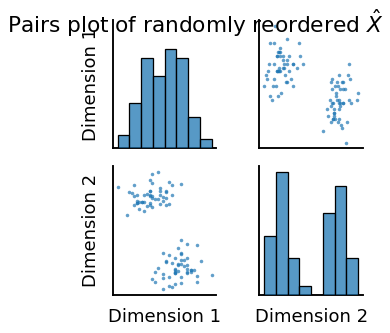 Pairs plot of randomly reordered X̂
Dimension 1
Dimension 2
Dimension 1
Dimension 2